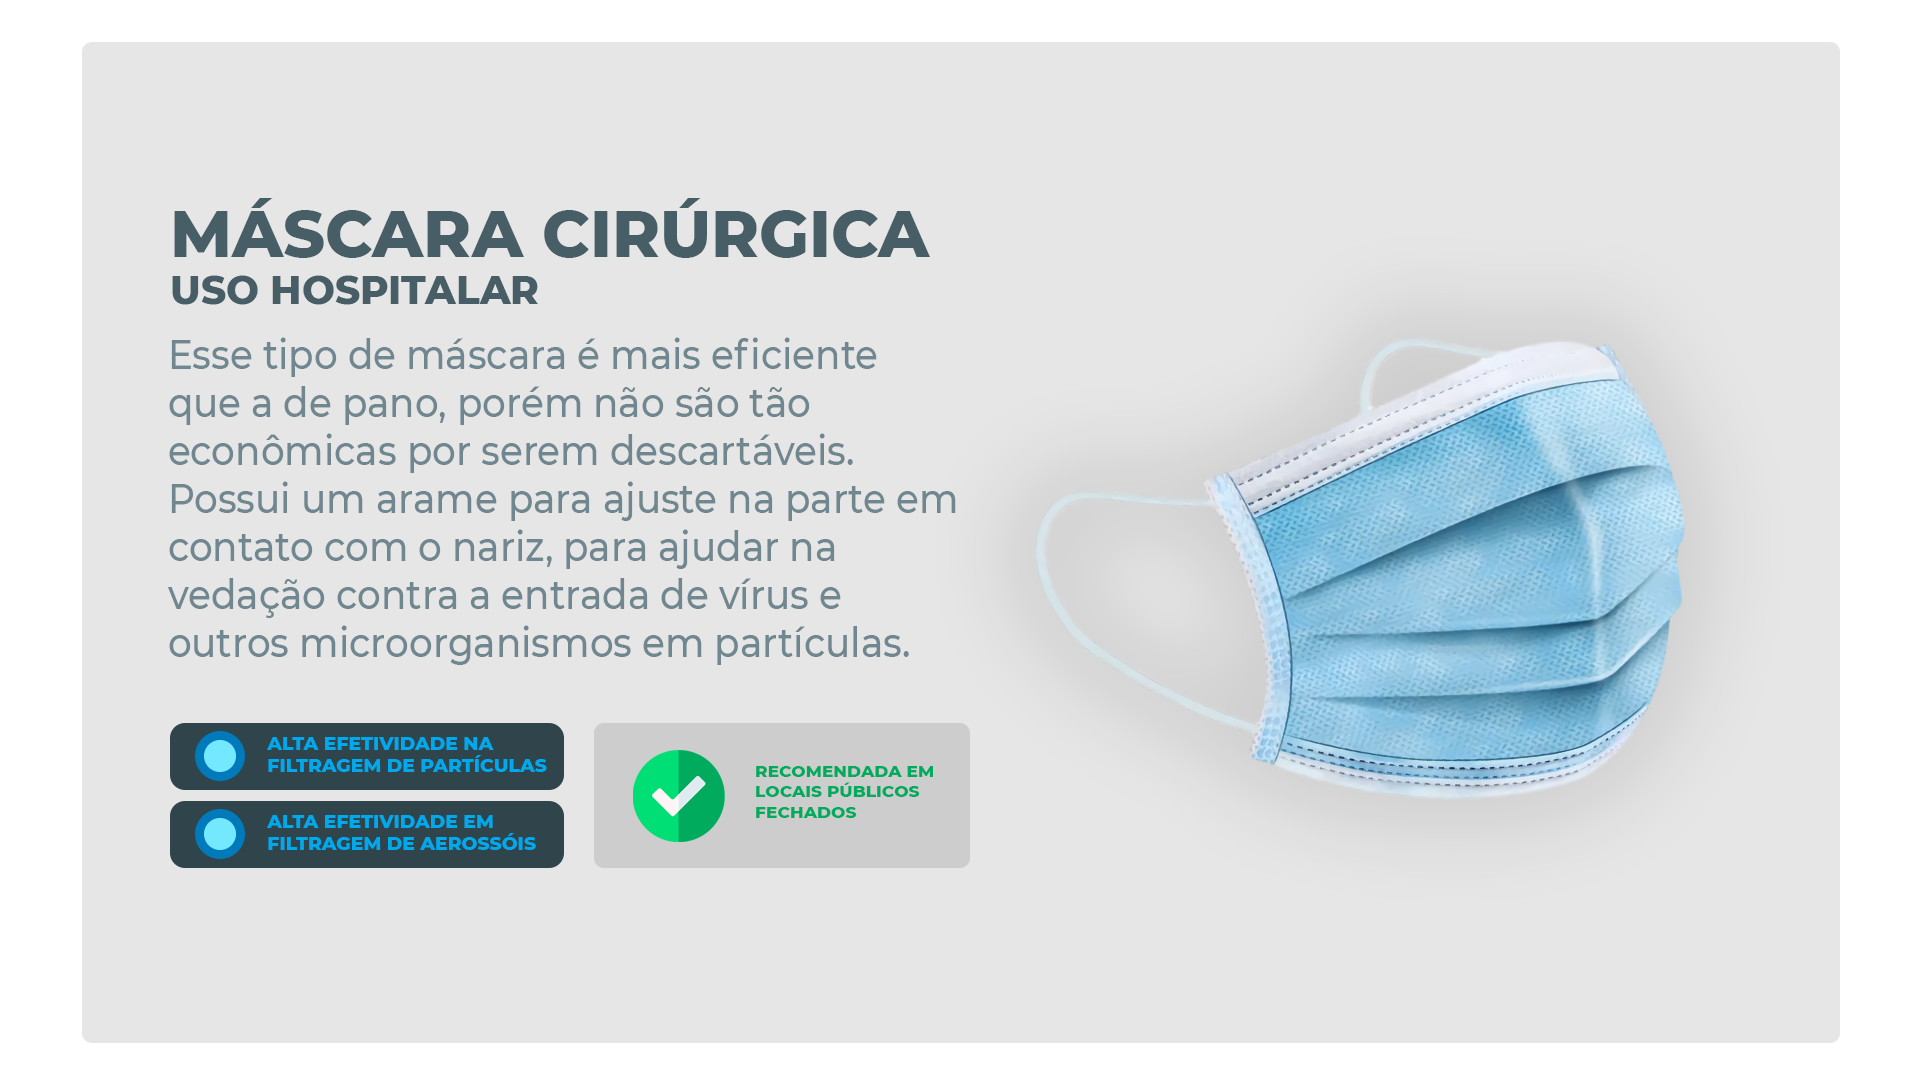 MÁSCARA CIRÚRGICA
USO HOSPITALAR
Esse tipo de máscara é mais eficiente
que a de pano, porém não são tão
econômicas por serem descartáveis.
Possui um arame para ajuste na parte em
contato com o nariz, para ajudar na
vedação contra a entrada de vírus e
outros microorganismos em partículas.
ALTA EFETIVIDADE NA
FILTRAGEM DE PARTÍCULAS
ALTA EFETIVIDADE EM
FILTRAGEM DE AEROSSÓIS
RECOMENDADA EM
LOCAIS PÚBLICOS
FECHADOS